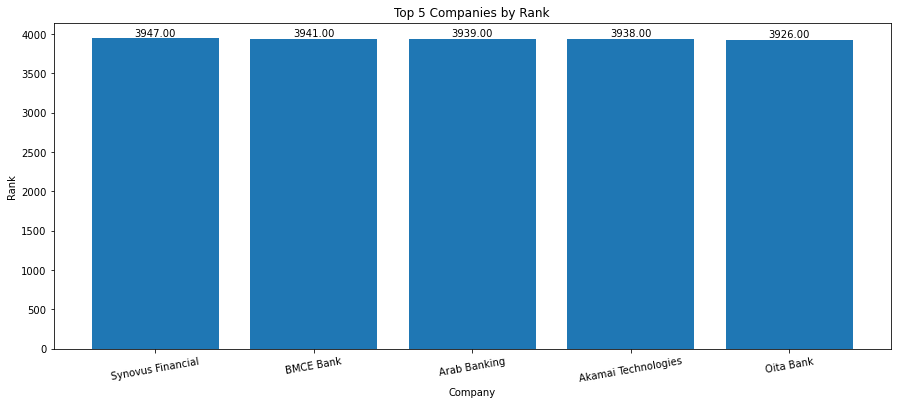 Top 5 Companies by Rank
3947.00
3941.00
3939.00
3938.00
3926.00
4000
3500
3000
2500
2000
1500
1000
500
0
Rank
Synovus Financial
BMCE Bank
Arab Banking
Akamai Technologies
Oita Bank
Company